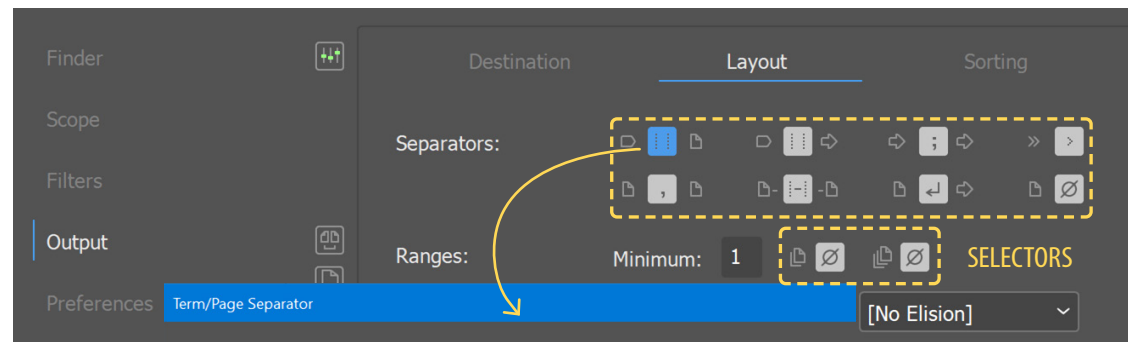 Finder
Destination Layout Sorting
Scope
Separators: ; >
Filters
, - - - ↵ Ø
Output
Ranges: Minimum: 1 Ø Ø SELECTORS
Preferences Term/Page Separator [No Elision]